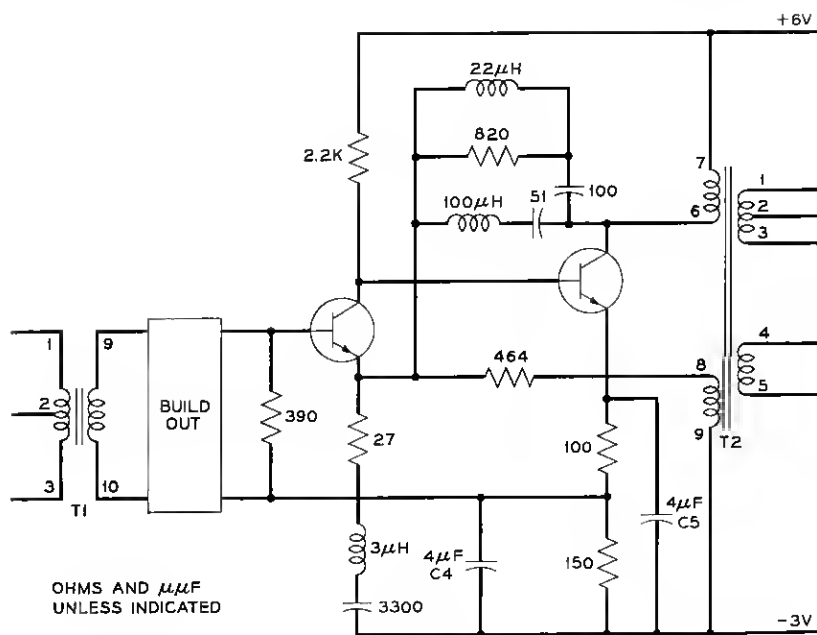 +6V
22μH
820
2.2K
100
100μH
51
7
6
1
2
3
464
4
5
8
9
T2
1
2
3
9
10
T1
BUILD
OUT
390
27
100
4μF
C5
3μH
4μF
C4
150
3300
OHMS AND μμF
UNLESS INDICATED
−3V